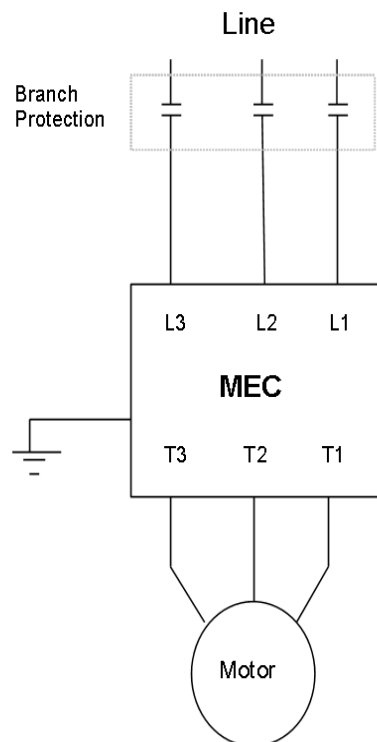 Line
Branch
Protection
L3 L2 L1
MEC
T3 T2 T1
Motor